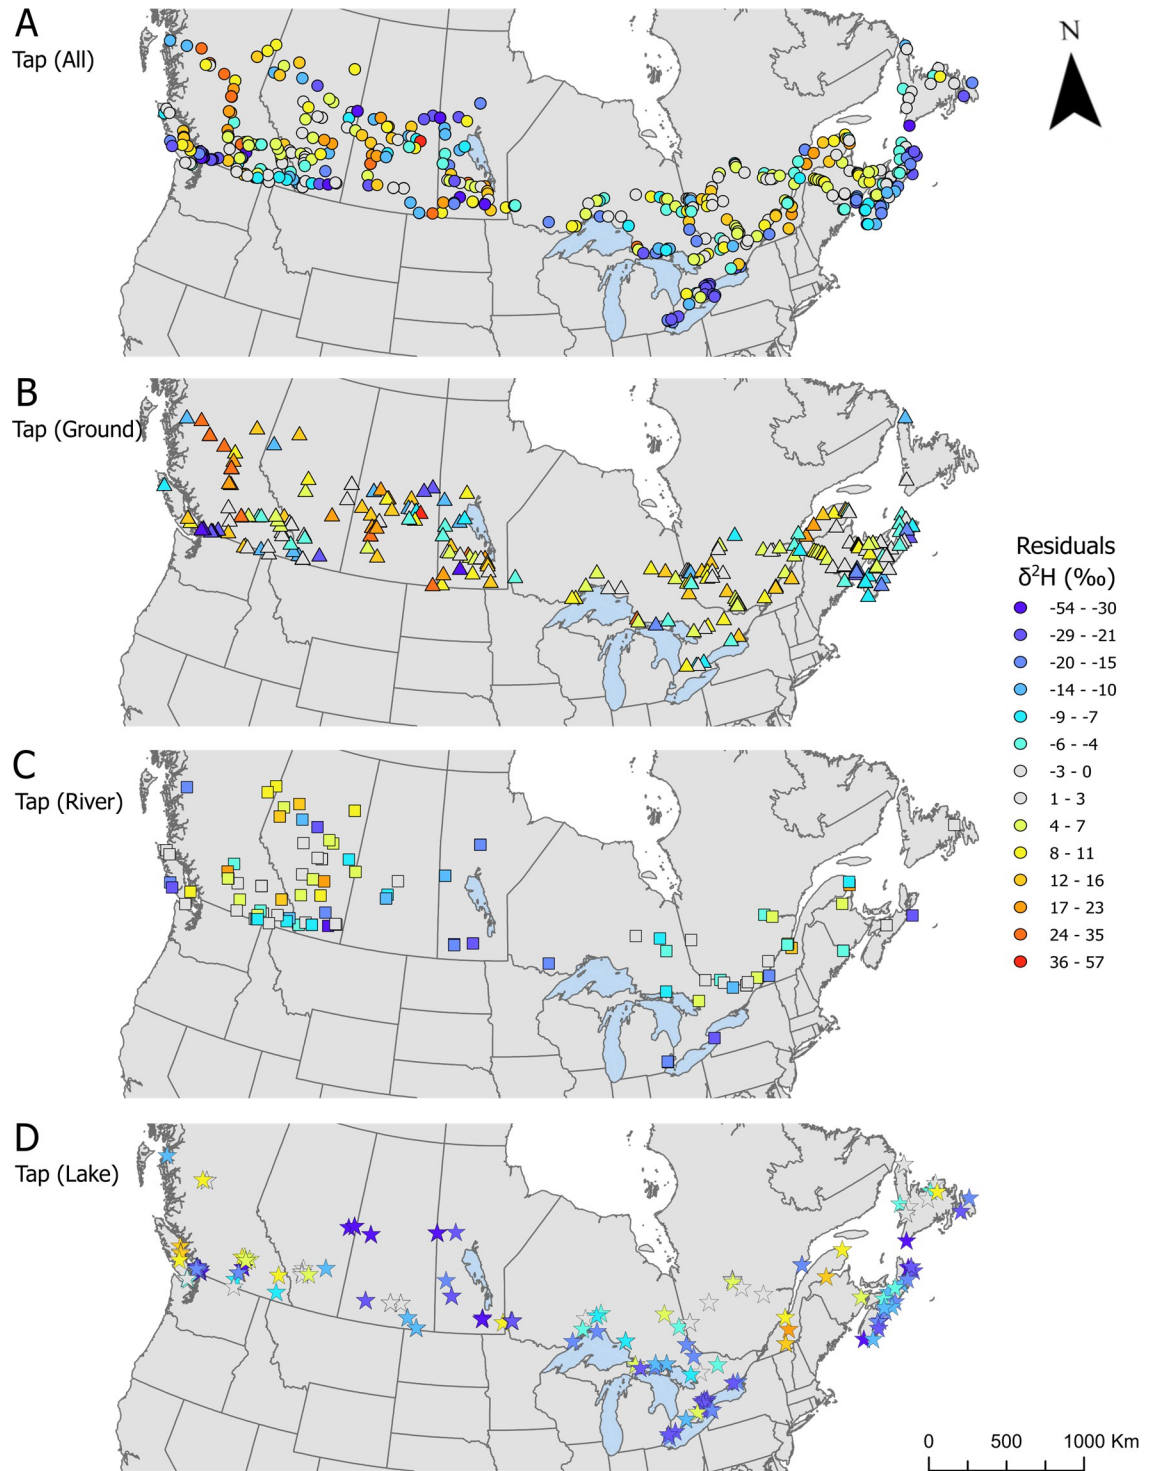 A
Tap (All)
N
B
Tap (Ground)
Residuals
δ²H (‰)
-54 - -30
-29 - -21
-20 - -15
-14 - -10
-9 - -7
-6 - -4
-3 - 0
1 - 3
4 - 7
8 - 11
12 - 16
17 - 23
24 - 35
36 - 57
C
Tap (River)
D
Tap (Lake)
0 500 1000 Km